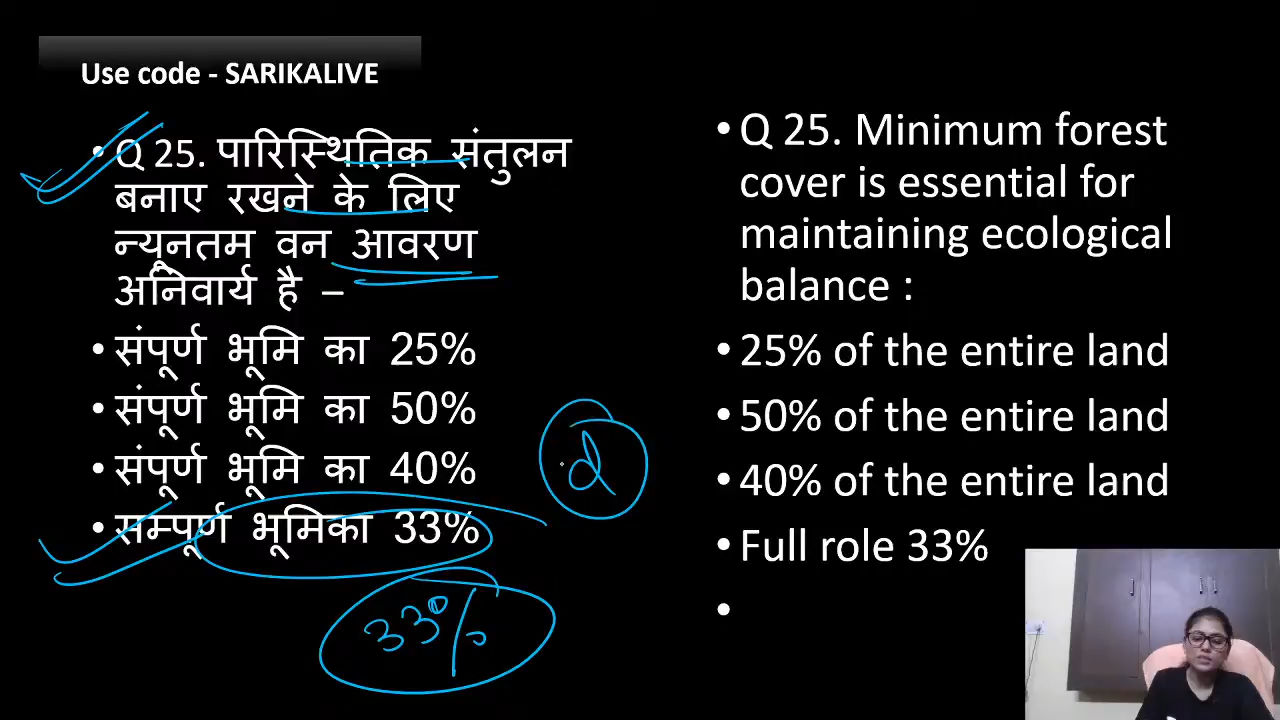 Use code - SARIKALIVE
• Q 25. पारिस्थितिक संतुलन
बनाए रखने के लिए
न्यूनतम वन आवरण
अनिवार्य है –
• संपूर्ण भूमि का 25%
• संपूर्ण भूमि का 50%
• संपूर्ण भूमि का 40%
• सम्पूर्ण भूमिका 33%
d
33%
• Q 25. Minimum forest
cover is essential for
maintaining ecological
balance :
• 25% of the entire land
• 50% of the entire land
• 40% of the entire land
• Full role 33%
•